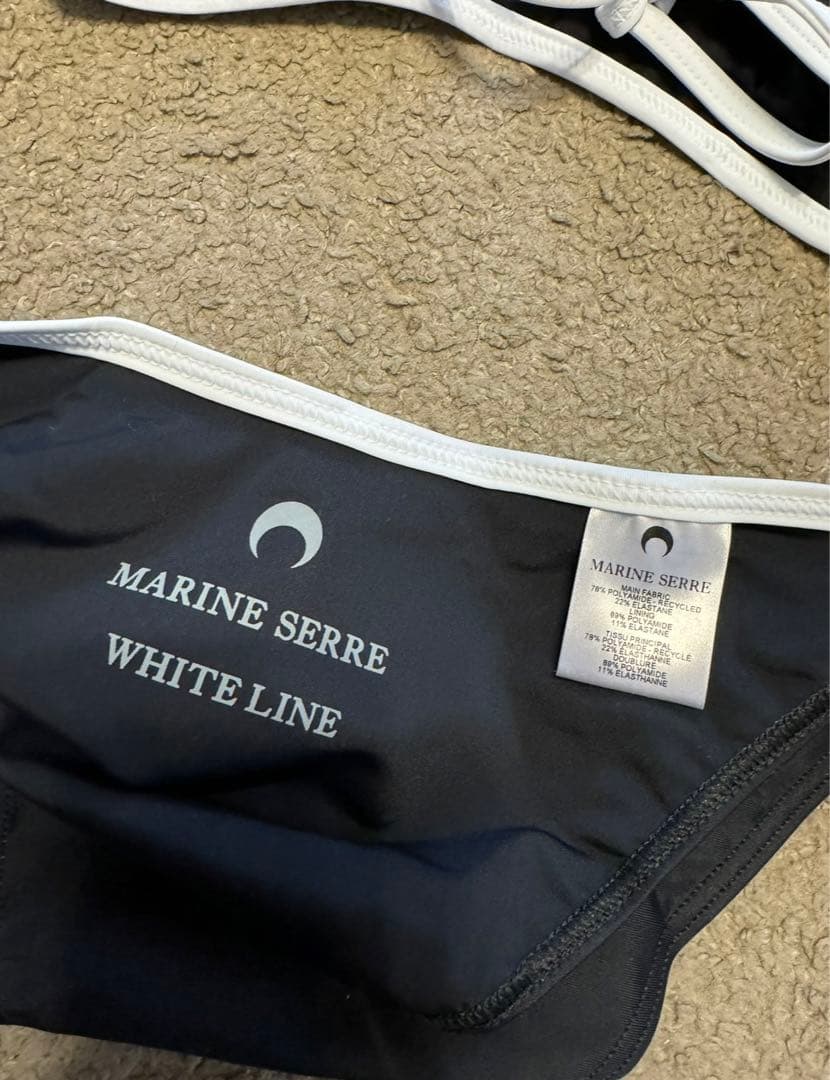 MARINE SERRE
WHITE LINE
MARINE SERRE
MAIN FABRIC
78% POLYAMIDE - RECYCLED
22% ELASTANE
LINING
89% POLYAMIDE
11% ELASTANE
TISSU PRINCIPAL
78% POLYAMIDE - RECYCLÉ
22% ÉLASTHANNE
DOUBLURE
89% POLYAMIDE
11% ÉLASTHANNE